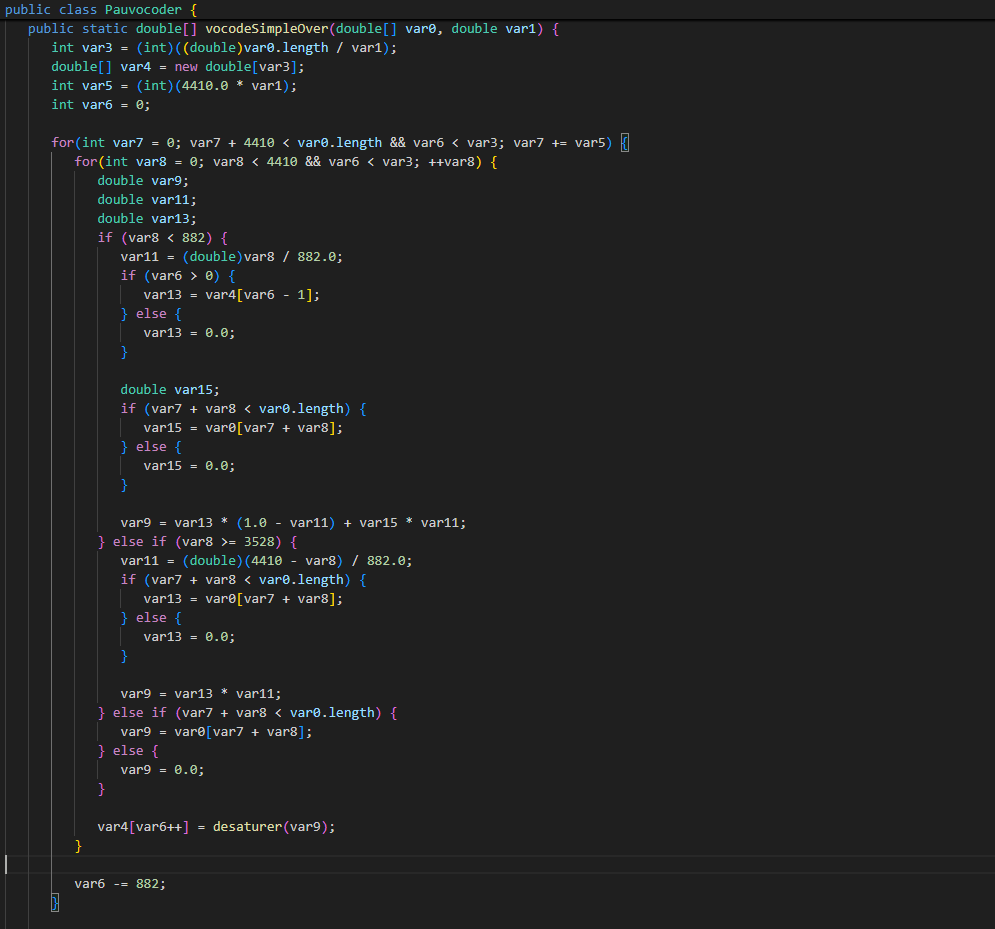 public class Pauvocoder {
public static double[] vocodeSimpleOver(double[] var0, double var1) {
int var3 = (int)((double)var0.length / var1);
double[] var4 = new double[var3];
int var5 = (int)(4410.0 * var1);
int var6 = 0;
for(int var7 = 0; var7 + 4410 < var0.length && var6 < var3; var7 += var5) {
for(int var8 = 0; var8 < 4410 && var6 < var3; ++var8) {
double var9;
double var11;
double var13;
if (var8 < 882) {
var11 = (double)var8 / 882.0;
if (var6 > 0) {
var13 = var4[var6 - 1];
} else {
var13 = 0.0;
}
double var15;
if (var7 + var8 < var0.length) {
var15 = var0[var7 + var8];
} else {
var15 = 0.0;
}
var9 = var13 * (1.0 - var11) + var15 * var11;
} else if (var8 >= 3528) {
var11 = (double)(4410 - var8) / 882.0;
if (var7 + var8 < var0.length) {
var13 = var0[var7 + var8];
} else {
var13 = 0.0;
}
var9 = var13 * var11;
} else if (var7 + var8 < var0.length) {
var9 = var0[var7 + var8];
} else {
var9 = 0.0;
}
var4[var6++] = desaturer(var9);
}
var6 -= 882;
}